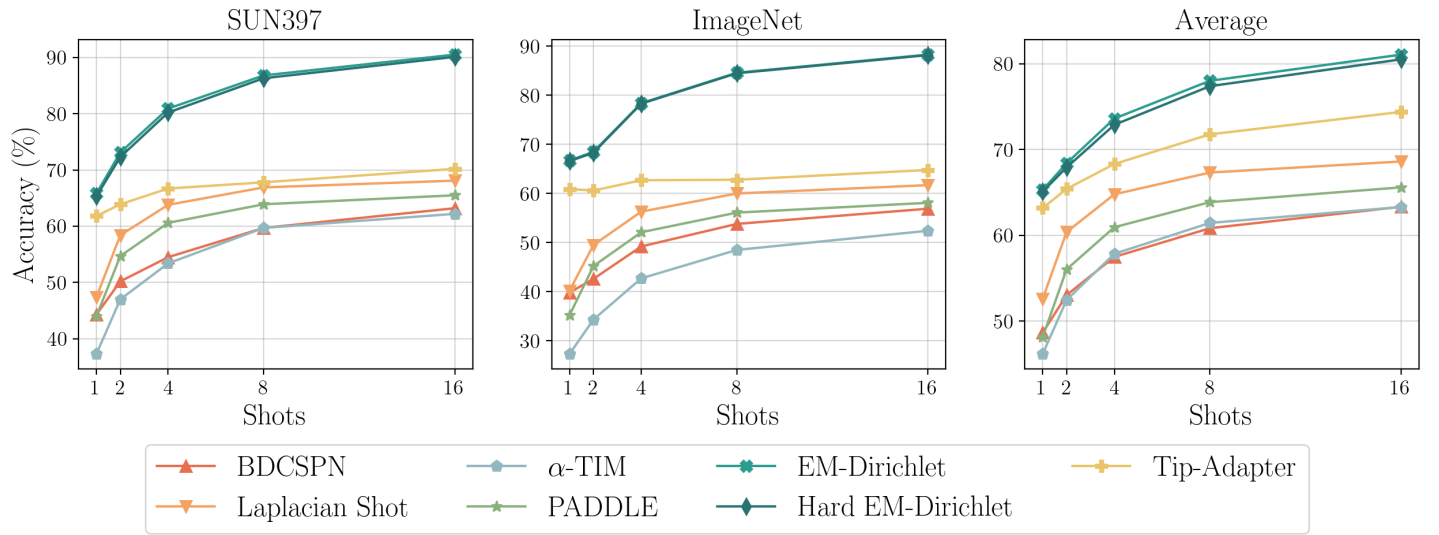 SUN397
ImageNet
Average
Accuracy (%)
90
80
70
60
50
40
1 2 4 8 16
Shots
90
80
70
60
50
40
30
1 2 4 8 16
Shots
80
70
60
50
1 2 4 8 16
Shots
BDCSPN
α-TIM
EM-Dirichlet
Tip-Adapter
Laplacian Shot
PADDLE
Hard EM-Dirichlet